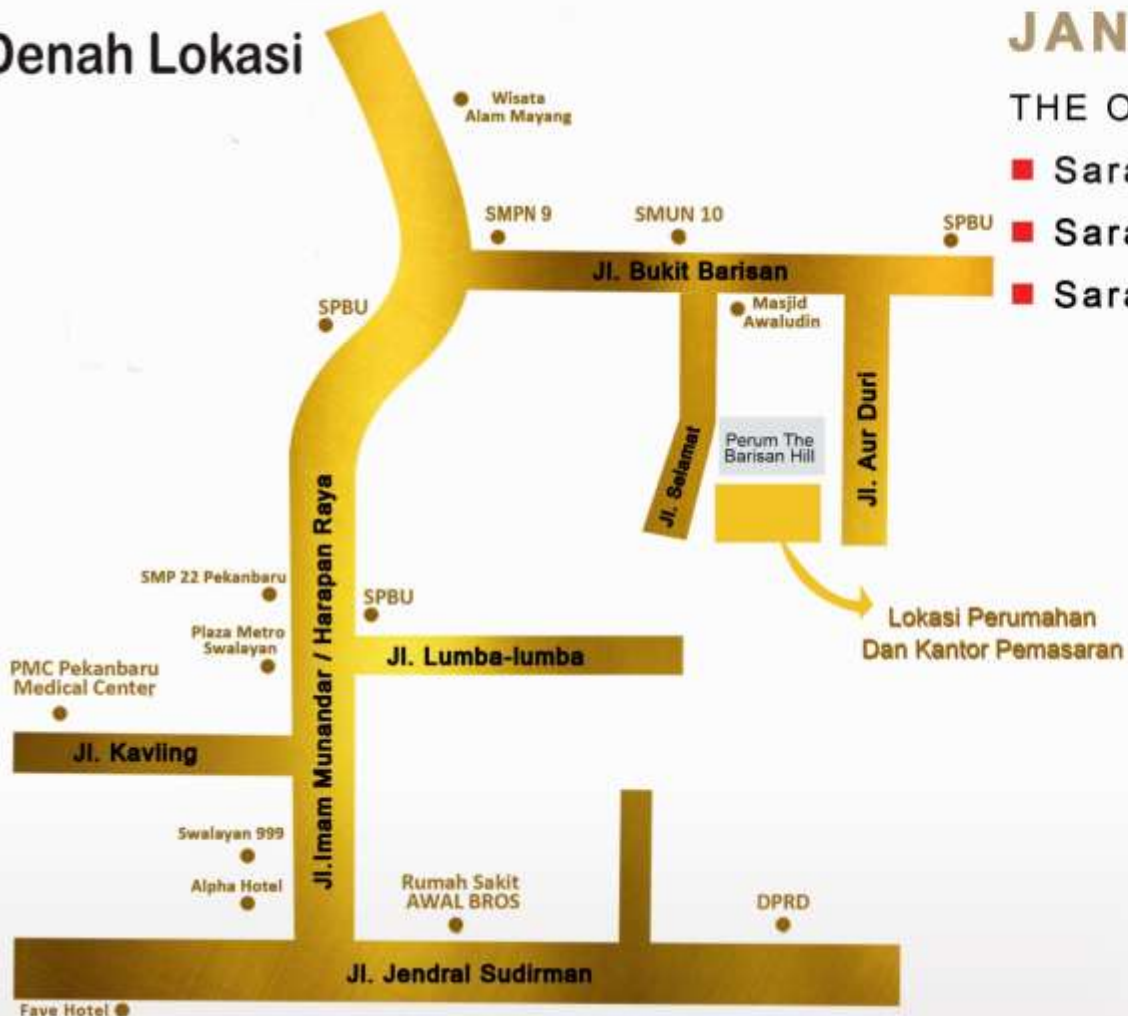 Denah Lokasi
JAN
THE O
Sara
Sara
Sara
Wisata
Alam Mayang
SMPN 9
SMUN 10
SPBU
Jl. Bukit Barisan
SPBU
Masjid
Awaludin
Jl. Selamat
Perum The
Barisan Hill
Jl. Aur Duri
Jl.Imam Munandar / Harapan Raya
SMP 22 Pekanbaru
SPBU
Lokasi Perumahan
Dan Kantor Pemasaran
Plaza Metro
Swalayan
Jl. Lumba-lumba
PMC Pekanbaru
Medical Center
Jl. Kavling
Swalayan 999
Alpha Hotel
Rumah Sakit
AWAL BROS
DPRD
Jl. Jendral Sudirman
Fave Hotel